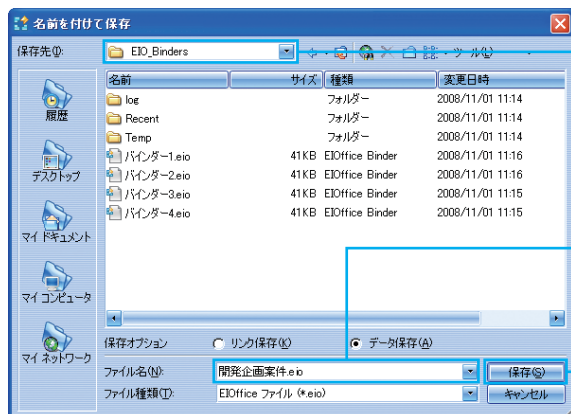 名前を付けて保存
保存先(I): EIO_Binders ツール(L)
名前 サイズ 種類 変更日時
log フォルダー 2008/11/01 11:14
Recent フォルダー 2008/11/01 11:14
Temp フォルダー 2008/11/01 11:14
バインダー1.eio 41KB EIOffice Binder 2008/11/01 11:16
バインダー2.eio 41KB EIOffice Binder 2008/11/01 11:16
バインダー3.eio 41KB EIOffice Binder 2008/11/01 11:15
バインダー4.eio 41KB EIOffice Binder 2008/11/01 11:15
履歴
デスクトップ
マイ ドキュメント
マイ コンピュータ
マイ ネットワーク
保存オプション リンク保存(K) データ保存(A)
ファイル名(N): 開発企画案件.eio 保存(S)
ファイル種類(T): EIOffice ファイル (*.eio) キャンセル